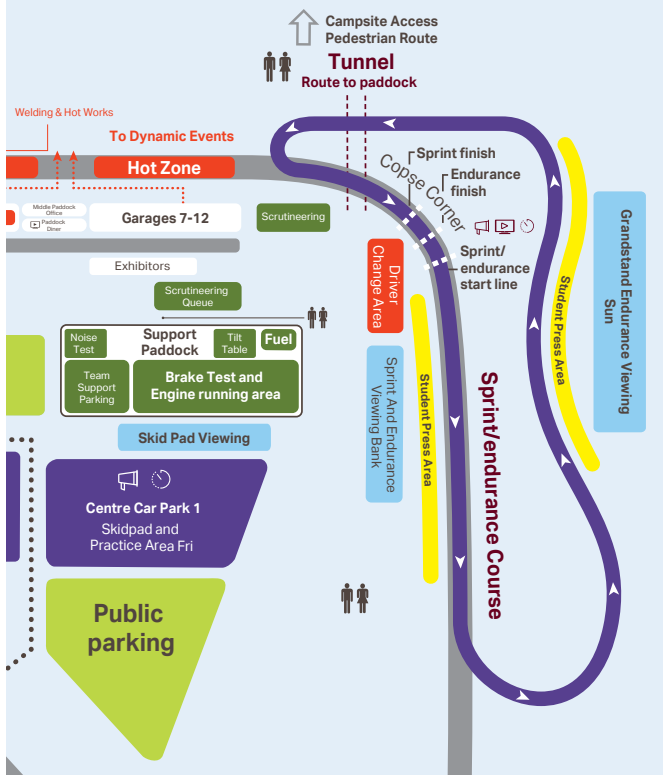 Campsite Access
Pedestrian Route
Tunnel
Route to paddock
Welding & Hot Works
To Dynamic Events
Hot Zone
Sprint finish
Copse Corner
Endurance
finish
Middle Paddock
Office
Paddock
Diner
Garages 7-12
Scrutineering
Sprint/
endurance
start line
Exhibitors
Driver
Change Area
Grandstand Endurance Viewing
Sun
Student Press Area
Scrutineering
Queue
Noise
Test
Support
Paddock
Tilt
Table
Fuel
Team
Support
Parking
Brake Test and
Engine running area
Sprint And Endurance
Viewing Bank
Student Press Area
Sprint/endurance Course
Skid Pad Viewing
Centre Car Park 1
Skidpad and
Practice Area Fri
Public
parking